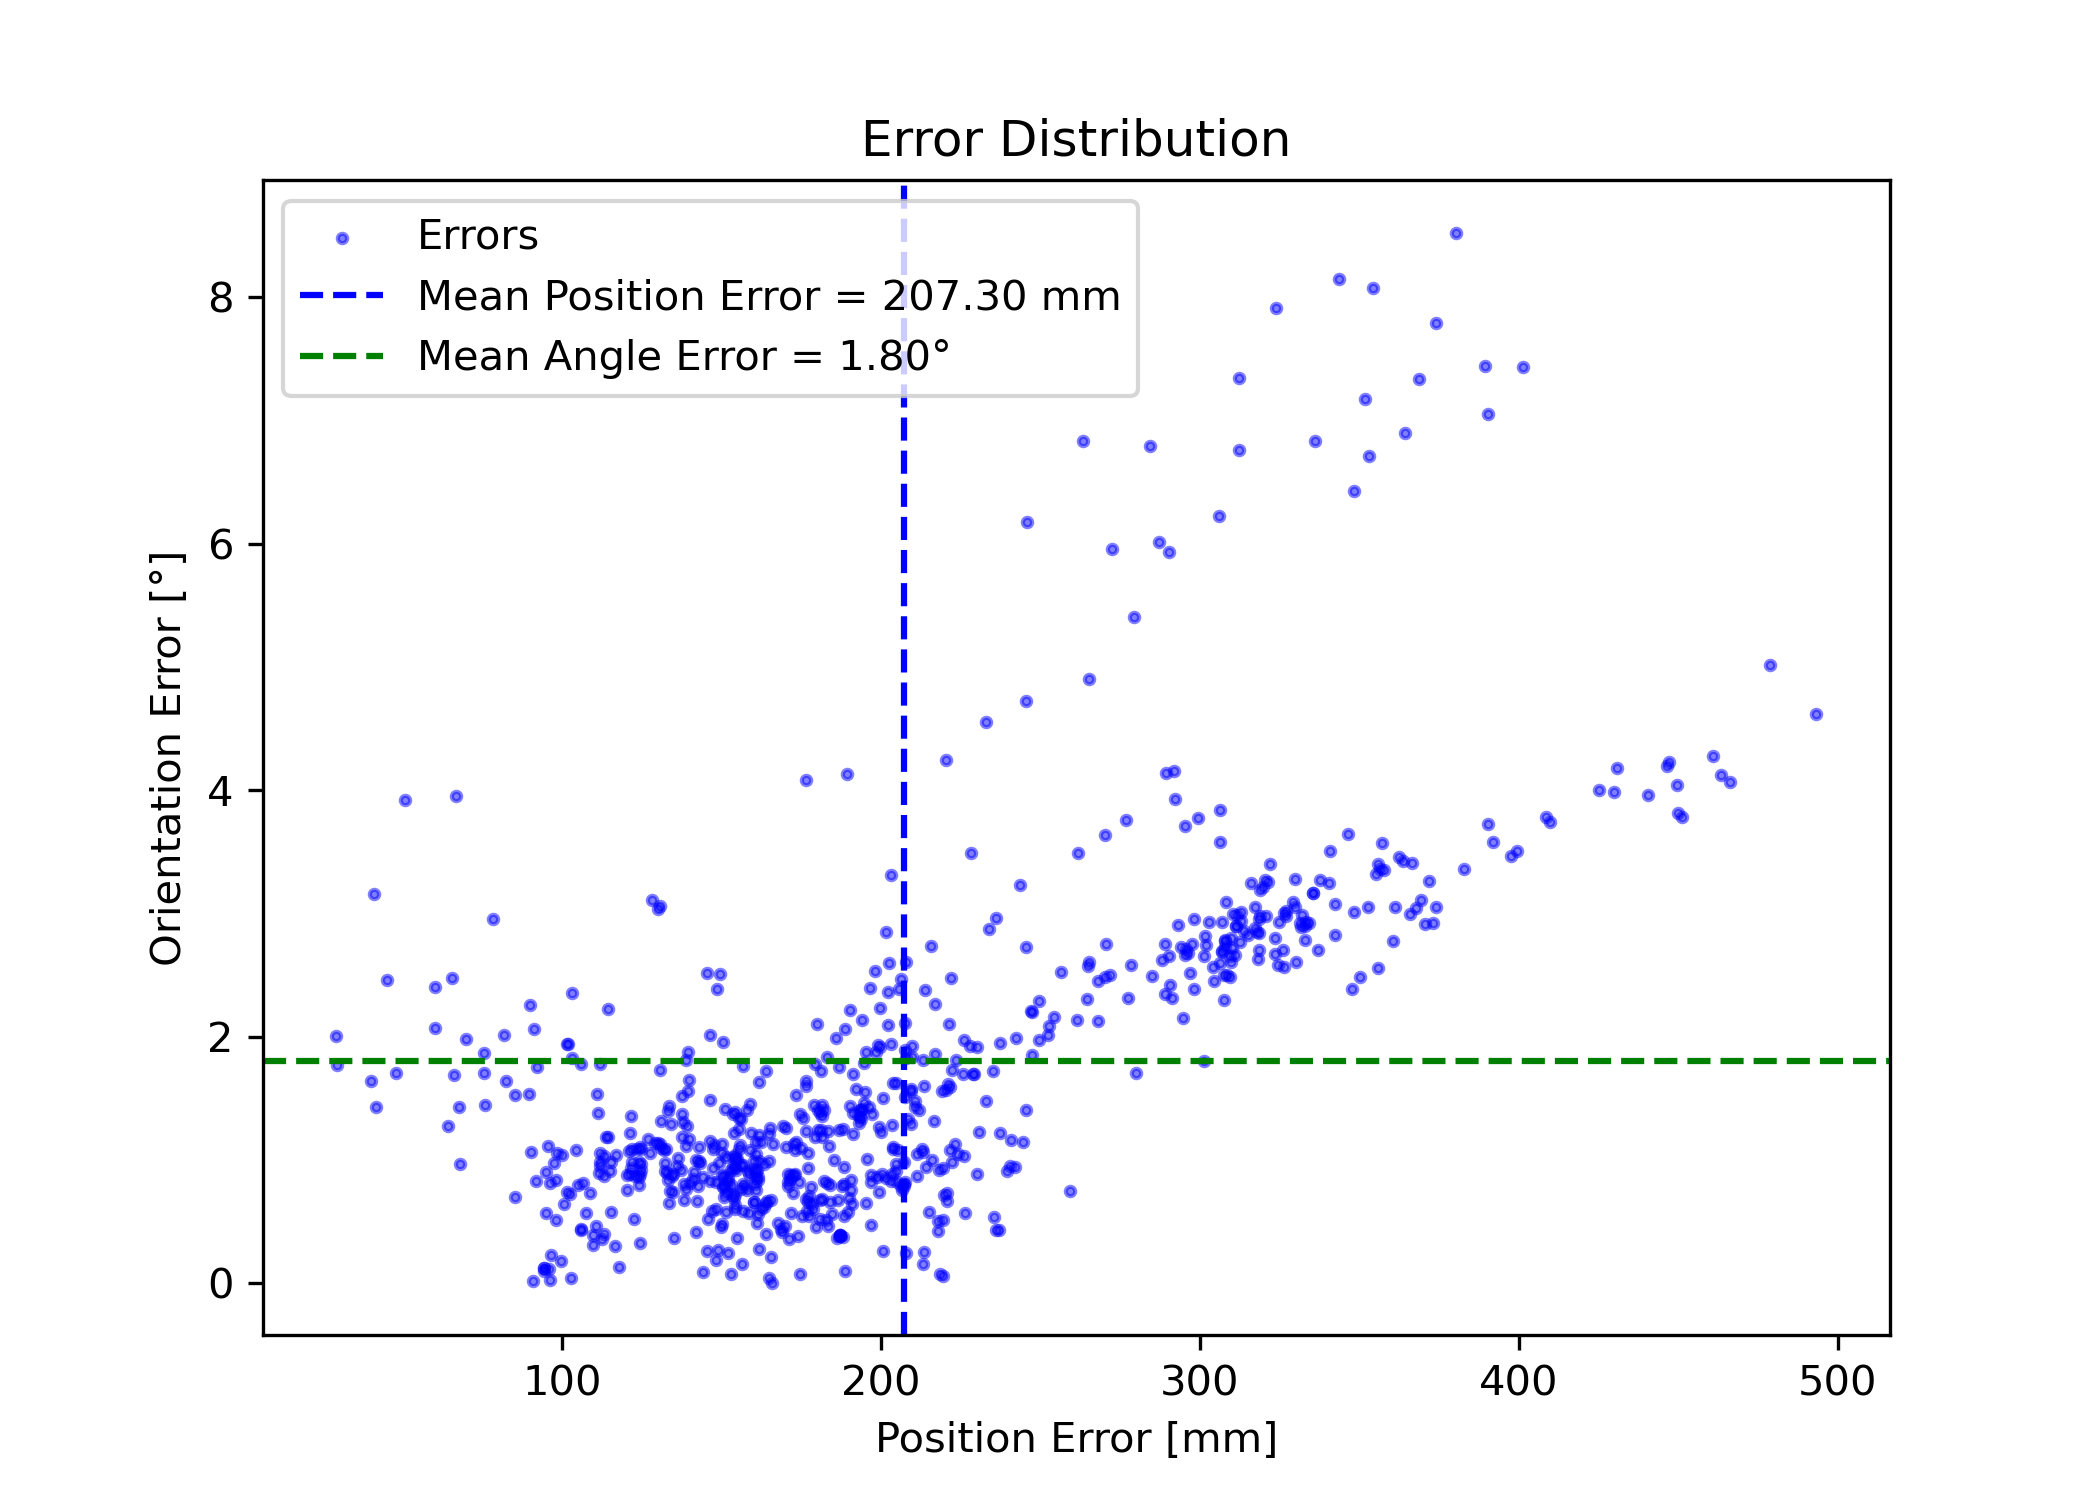 Error Distribution
Errors
Mean Position Error = 207.30 mm
Mean Angle Error = 1.80°
8
6
4
2
0
Orientation Error [°]
100 200 300 400 500
Position Error [mm]